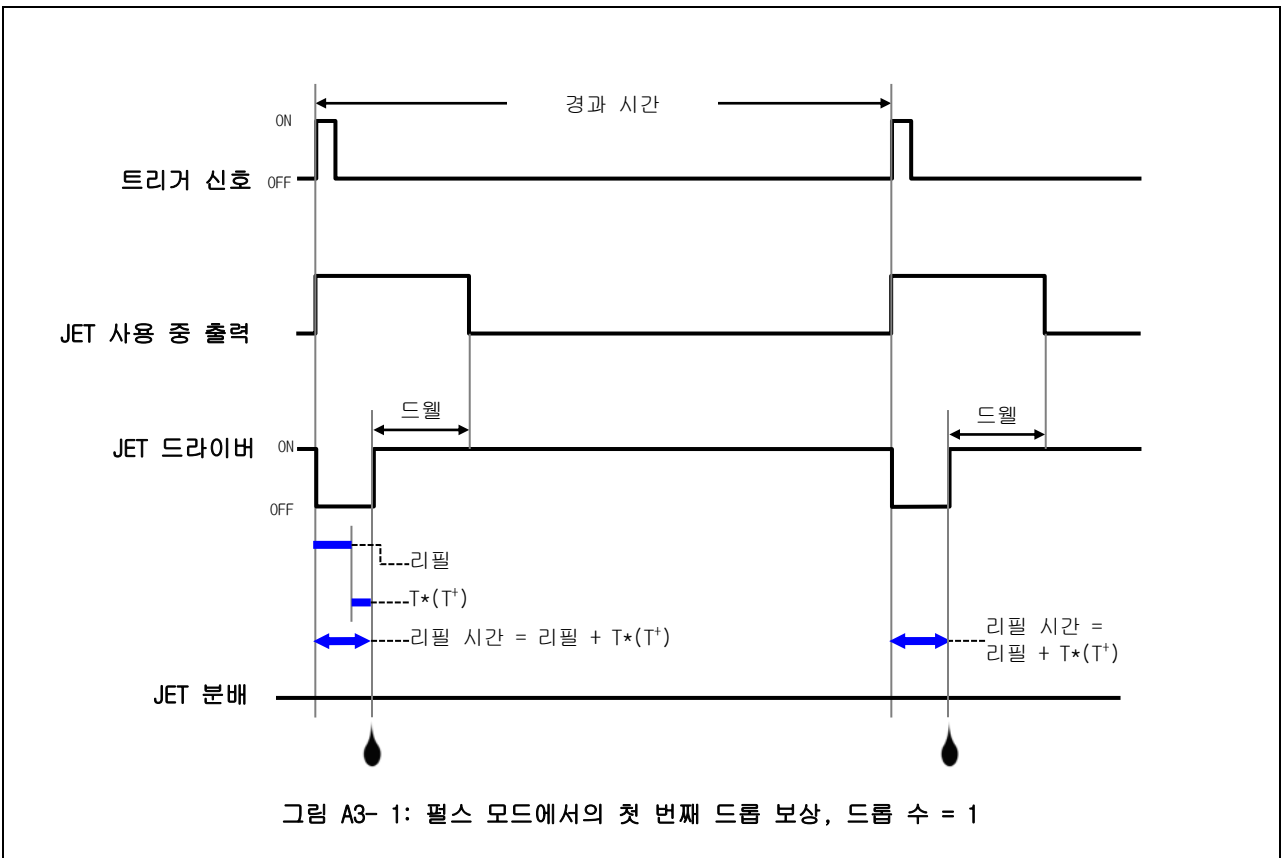 경과 시간
ON
트리거 신호
OFF
JET 사용 중 출력
드웰
드웰
JET 드라이버
ON
OFF
리필
T*(T⁺)
리필 시간 = 리필 + T*(T⁺)
리필 시간 =
리필 + T*(T⁺)
JET 분배
그림 A3- 1: 펄스 모드에서의 첫 번째 드롭 보상, 드롭 수 = 1